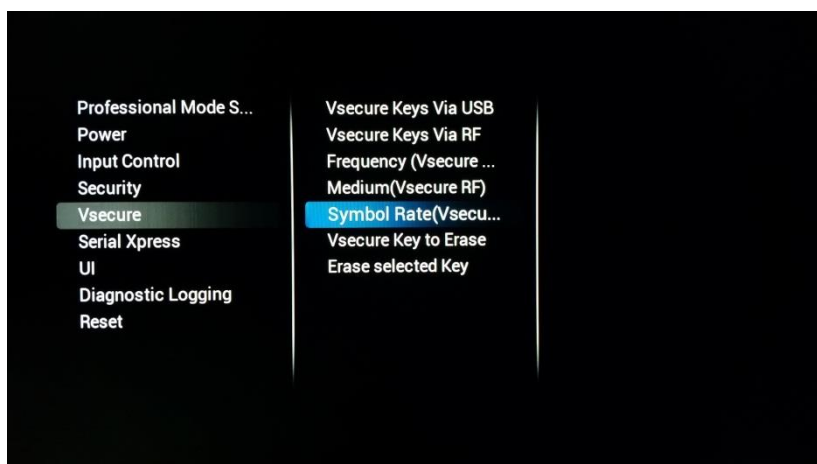 Professional Mode S...
Power
Input Control
Security
Vsecure
Serial Xpress
UI
Diagnostic Logging
Reset
Vsecure Keys Via USB
Vsecure Keys Via RF
Frequency (Vsecure ...
Medium(Vsecure RF)
Symbol Rate(Vsecu...
Vsecure Key to Erase
Erase selected Key